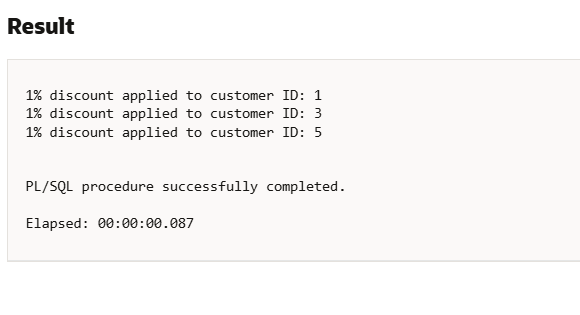 Result
1% discount applied to customer ID: 1
1% discount applied to customer ID: 3
1% discount applied to customer ID: 5
PL/SQL procedure successfully completed.
Elapsed: 00:00:00.087